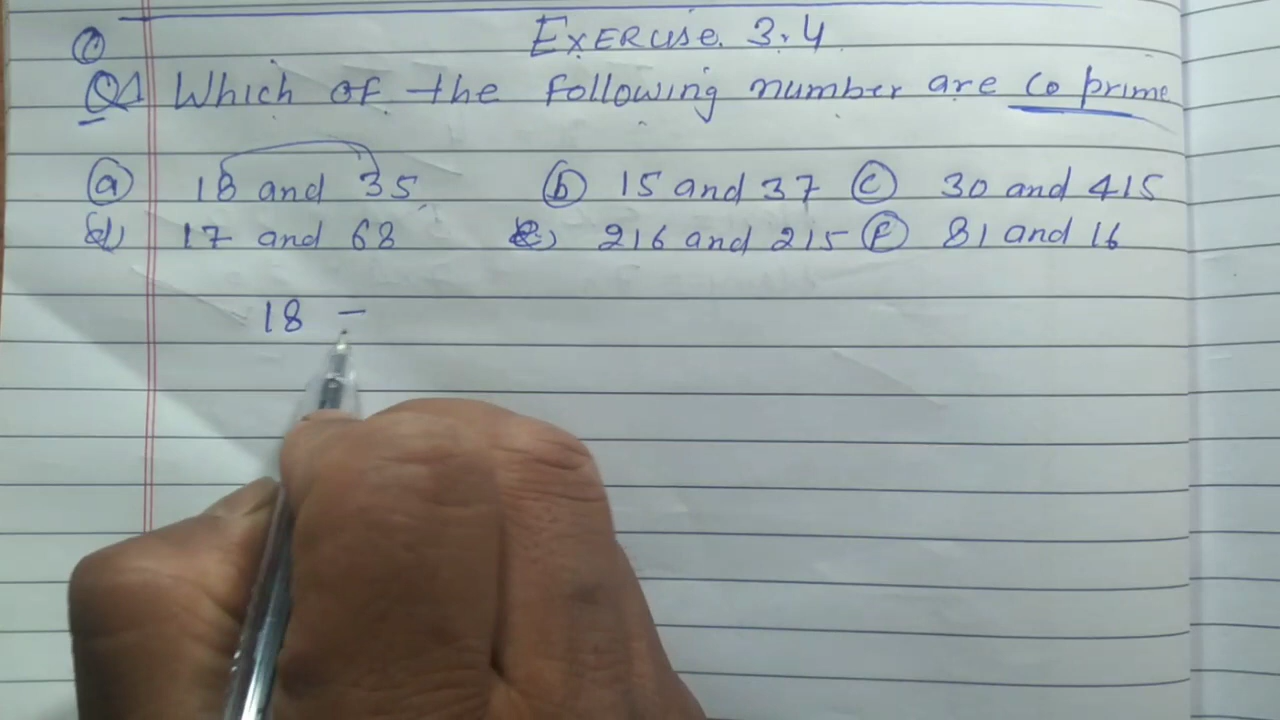 Exercise. 3.4
Q1 Which of the following number are co prime
(a) 18 and 35 (b) 15 and 37 (c) 30 and 415
(d) 17 and 68 (e) 216 and 215 (f) 81 and 16
18 –